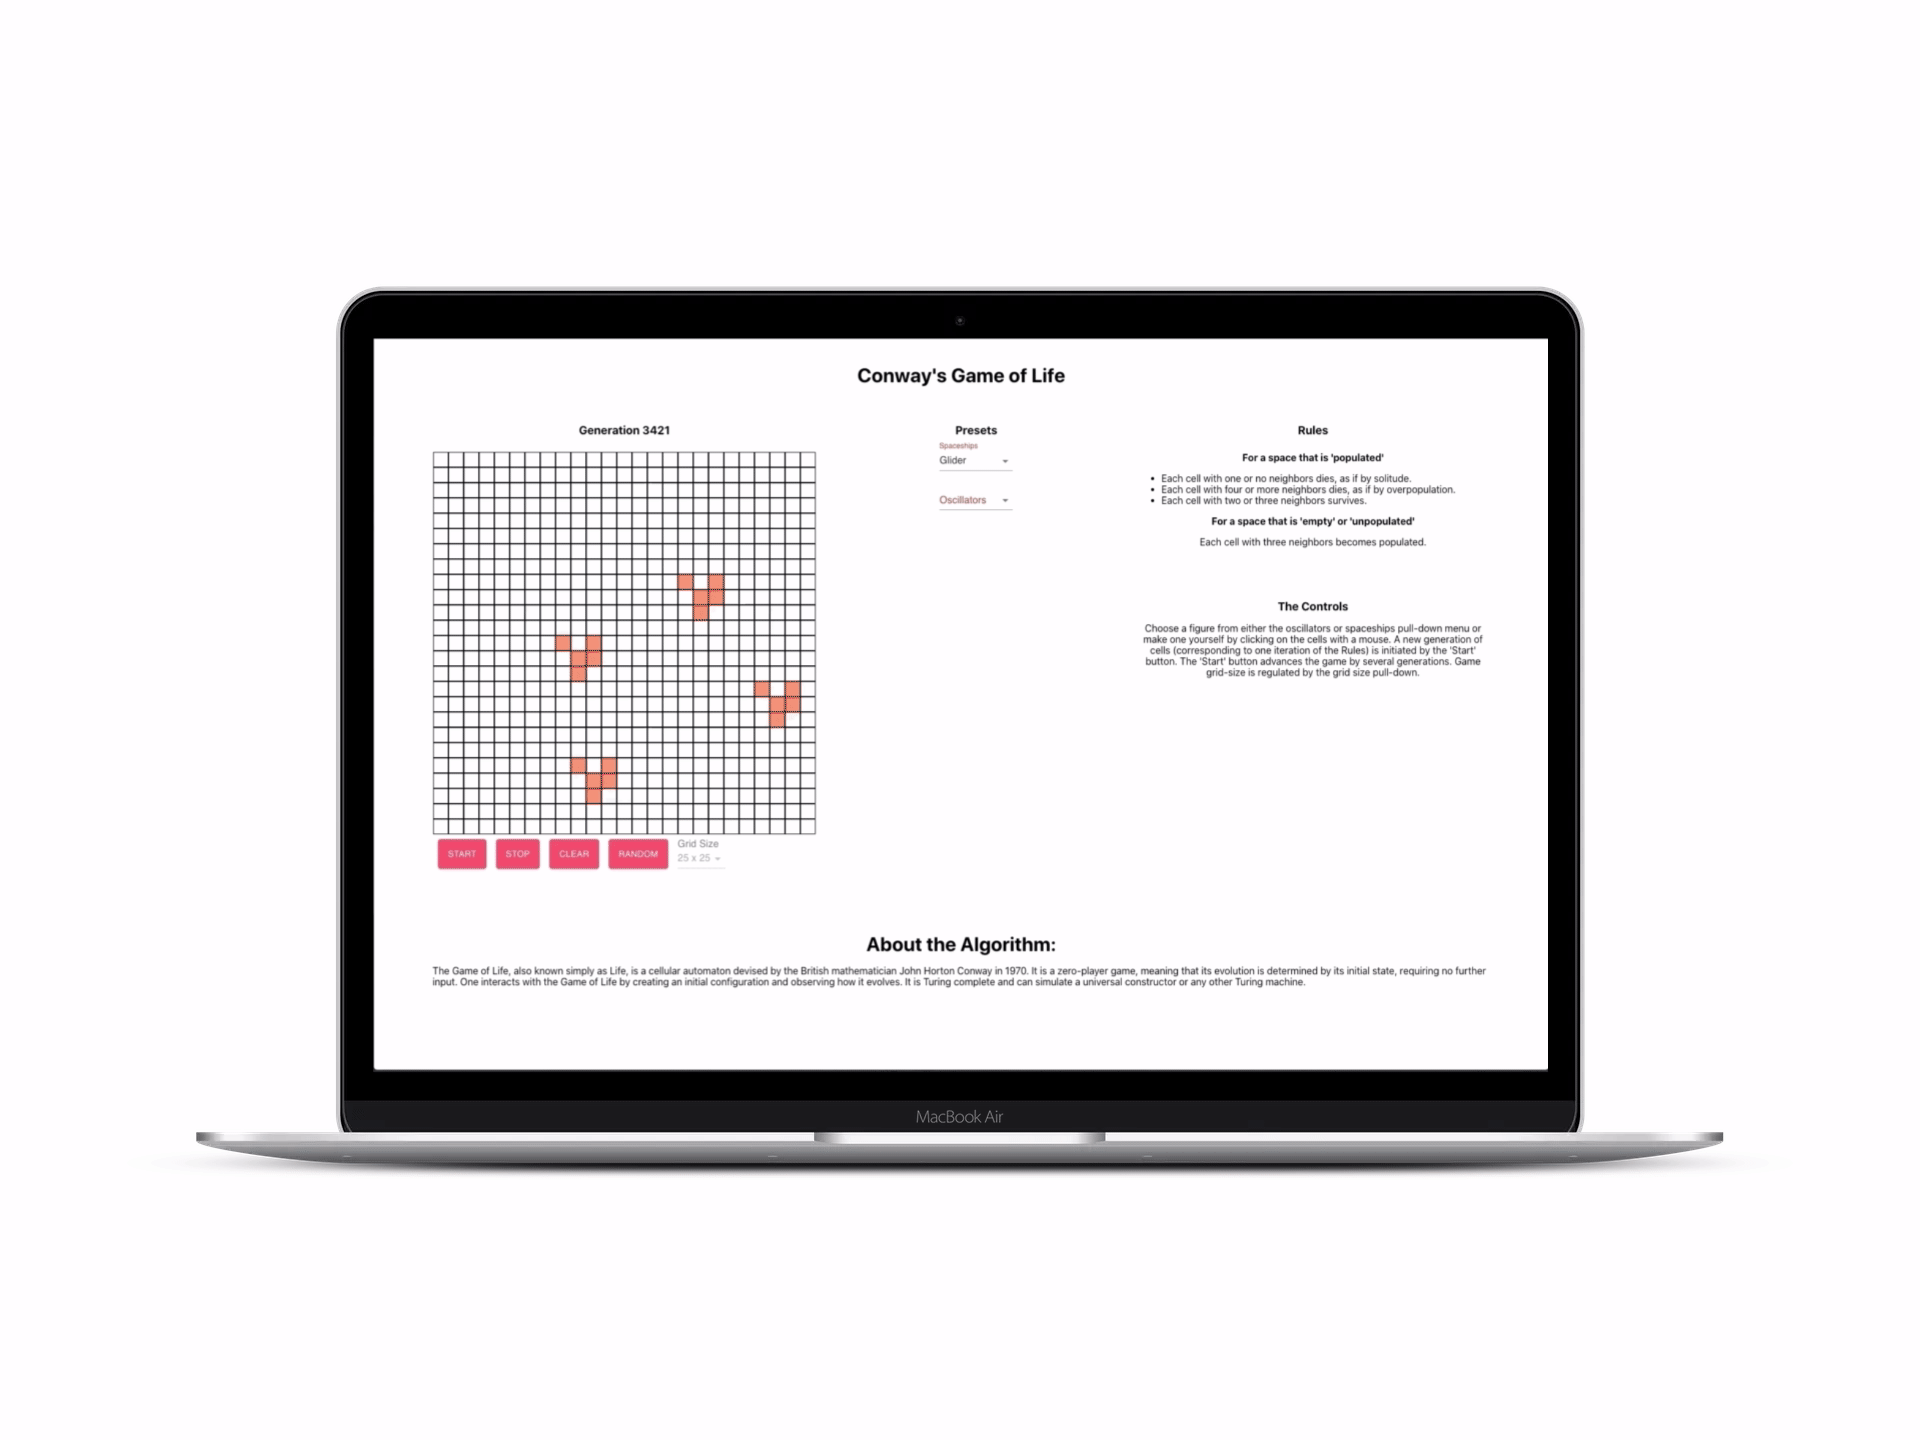 Conway's Game of Life
Generation 3421
Presets
Spaceships
Glider
Oscillators
Rules
For a space that is 'populated'
• Each cell with one or no neighbors dies, as if by solitude.
• Each cell with four or more neighbors dies, as if by overpopulation.
• Each cell with two or three neighbors survives.
For a space that is 'empty' or 'unpopulated'
Each cell with three neighbors becomes populated.
The Controls
Choose a figure from either the oscillators or spaceships pull-down menu or
make one yourself by clicking on the cells with a mouse. A new generation of
cells (corresponding to one iteration of the Rules) is initiated by the 'Start'
button. The 'Start' button advances the game by several generations. Game
grid-size is regulated by the grid size pull-down.
START
STOP
CLEAR
RANDOM
Grid Size
25 x 25
About the Algorithm:
The Game of Life, also known simply as Life, is a cellular automaton devised by the British mathematician John Horton Conway in 1970. It is a zero-player game, meaning that its evolution is determined by its initial state, requiring no further
input. One interacts with the Game of Life by creating an initial configuration and observing how it evolves. It is Turing complete and can simulate a universal constructor or any other Turing machine.
MacBook Air